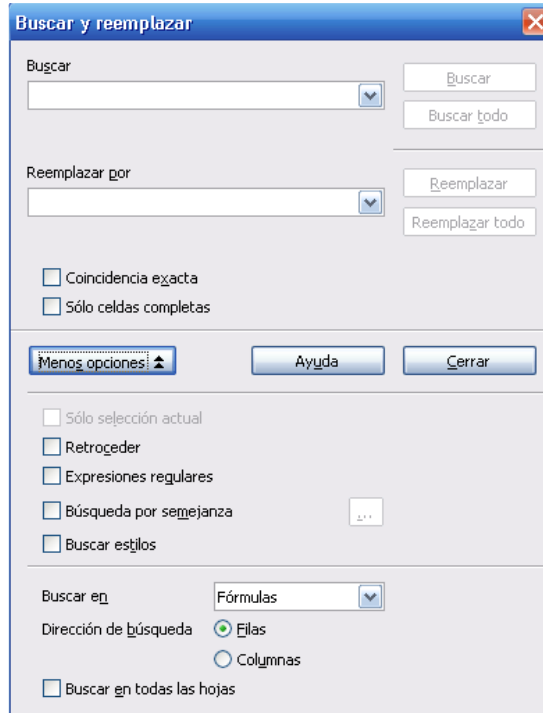 Buscar y reemplazar
Buscar
Buscar
Buscar todo
Reemplazar por
Reemplazar
Reemplazar todo
Coincidencia exacta
Sólo celdas completas
Menos opciones
Ayuda
Cerrar
Sólo selección actual
Retroceder
Expresiones regulares
Búsqueda por semejanza
...
Buscar estilos
Buscar en
Fórmulas
Dirección de búsqueda
Filas
Columnas
Buscar en todas las hojas